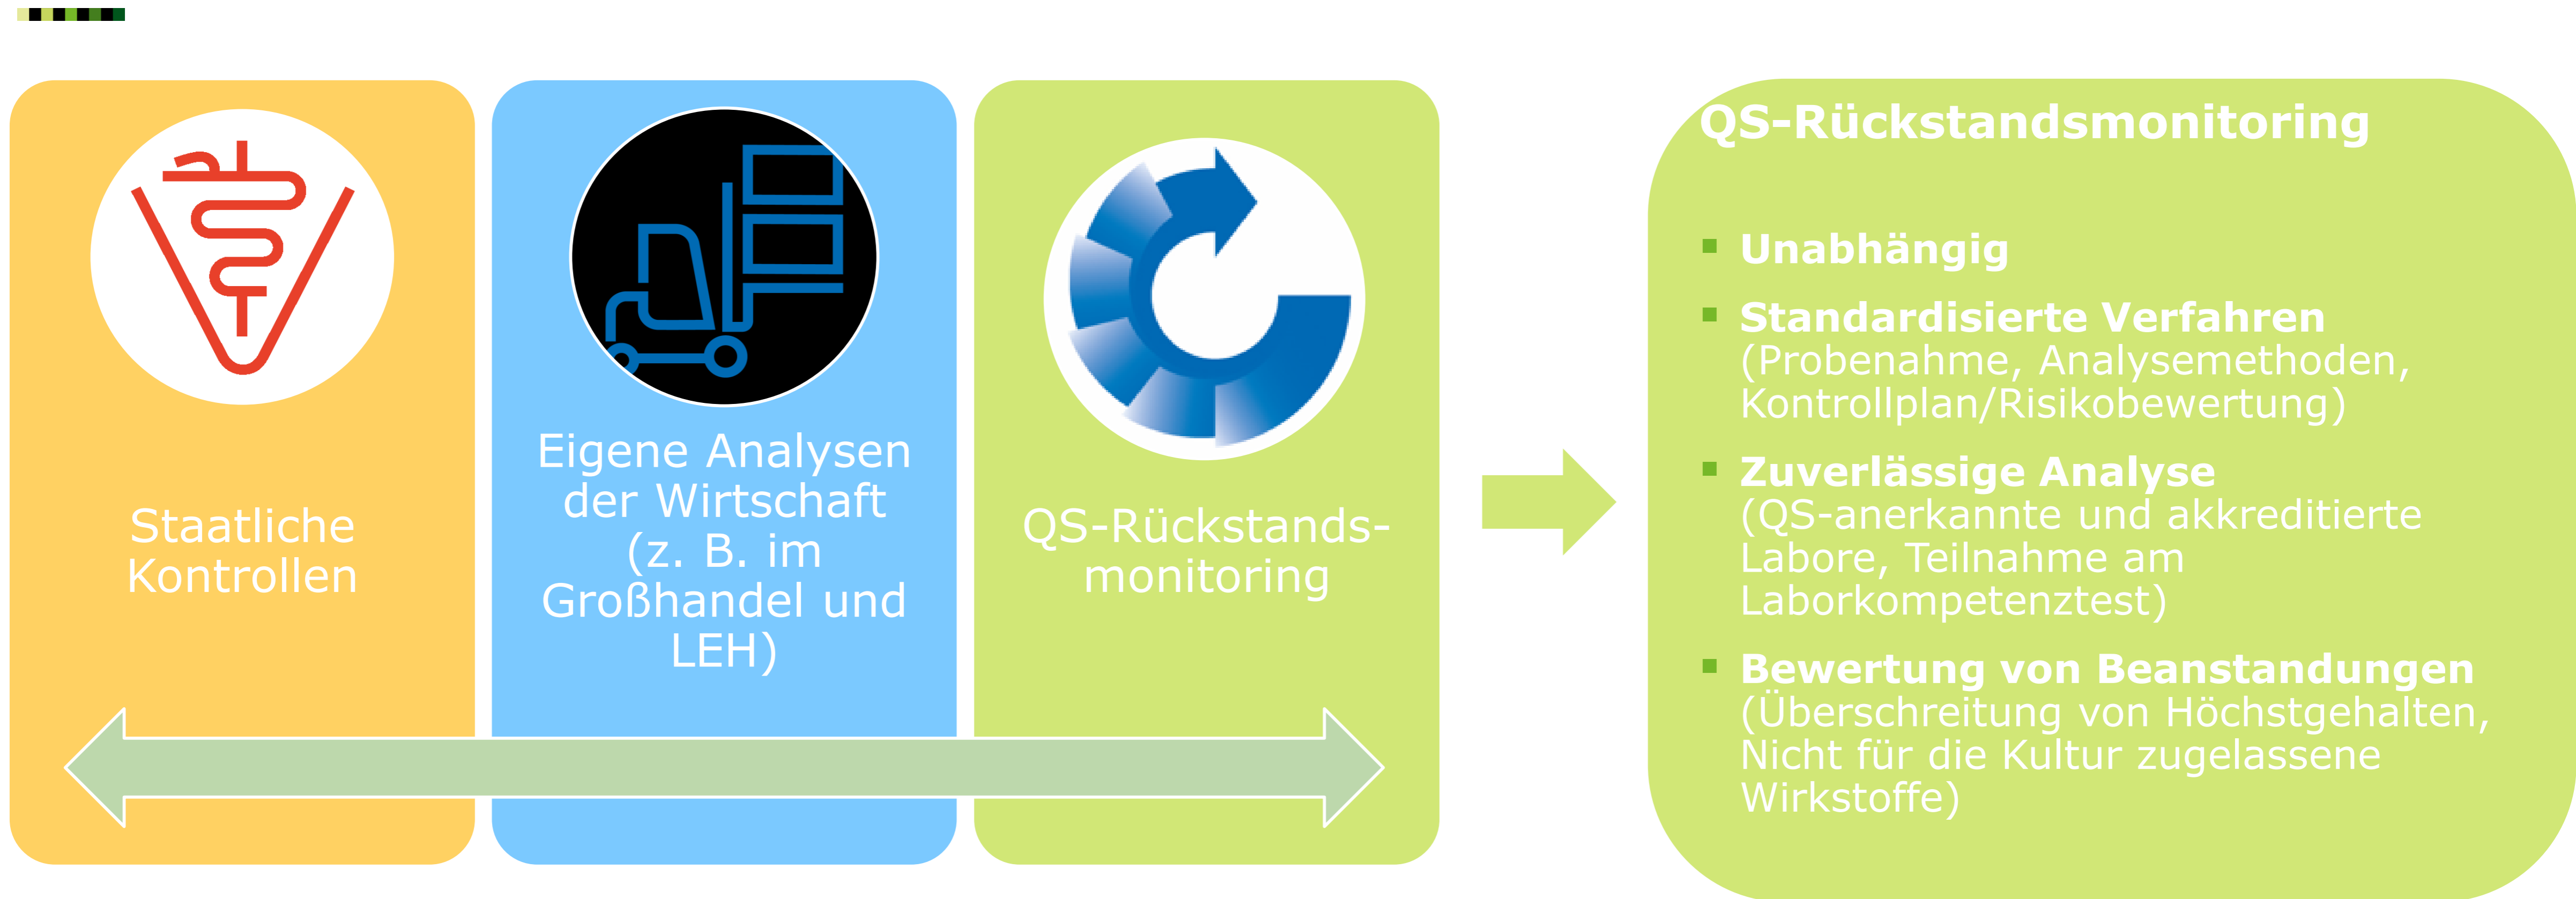 Staatliche
Kontrollen
Eigene Analysen
der Wirtschaft
(z. B. im
Großhandel und
LEH)
QS-Rückstands-
monitoring
QS-Rückstandsmonitoring
Unabhängig
Standardisierte Verfahren
(Probenahme, Analysemethoden,
Kontrollplan/Risikobewertung)
Zuverlässige Analyse
(QS-anerkannte und akkreditierte
Labore, Teilnahme am
Laborkompetenztest)
Bewertung von Beanstandungen
(Überschreitung von Höchstgehalten,
Nicht für die Kultur zugelassene
Wirkstoffe)